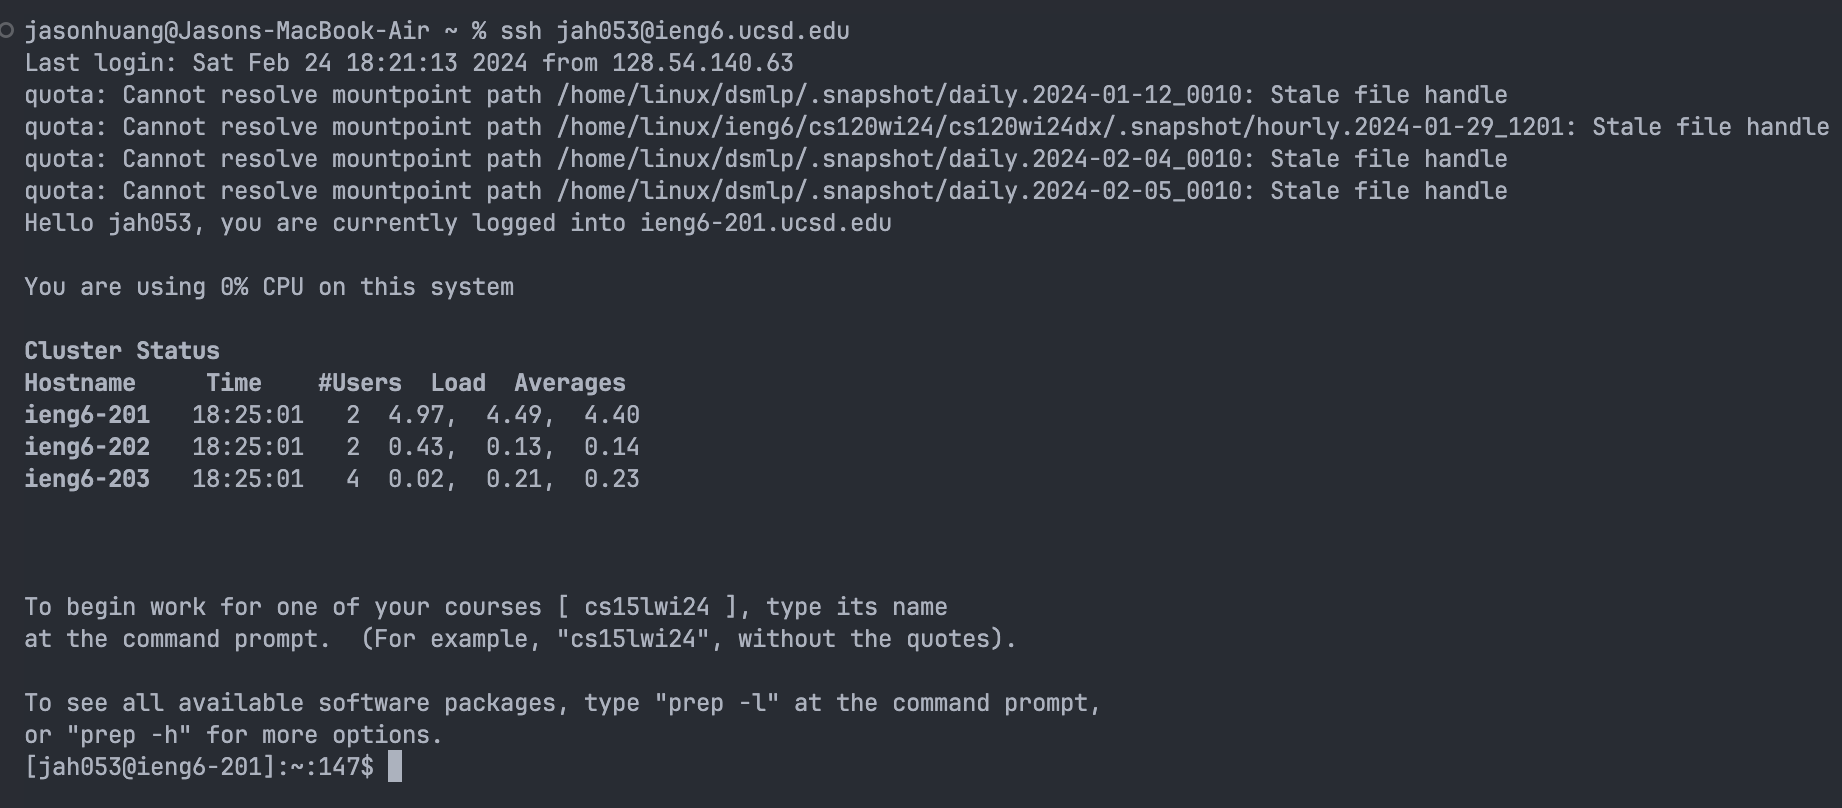 jasonhuang@Jasons-MacBook-Air ~ % ssh jah053@ieng6.ucsd.edu
Last login: Sat Feb 24 18:21:13 2024 from 128.54.140.63
quota: Cannot resolve mountpoint path /home/linux/dsmlp/.snapshot/daily.2024-01-12_0010: Stale file handle
quota: Cannot resolve mountpoint path /home/linux/ieng6/cs120wi24/cs120wi24dx/.snapshot/hourly.2024-01-29_1201: Stale file handle
quota: Cannot resolve mountpoint path /home/linux/dsmlp/.snapshot/daily.2024-02-04_0010: Stale file handle
quota: Cannot resolve mountpoint path /home/linux/dsmlp/.snapshot/daily.2024-02-05_0010: Stale file handle
Hello jah053, you are currently logged into ieng6-201.ucsd.edu

You are using 0% CPU on this system

Cluster Status
Hostname     Time    #Users  Load  Averages
ieng6-201   18:25:01   2  4.97,  4.49,  4.40
ieng6-202   18:25:01   2  0.43,  0.13,  0.14
ieng6-203   18:25:01   4  0.02,  0.21,  0.23

To begin work for one of your courses [ cs15lwi24 ], type its name
at the command prompt.  (For example, "cs15lwi24", without the quotes).

To see all available software packages, type "prep -l" at the command prompt,
or "prep -h" for more options.
[jah053@ieng6-201]:~:147$